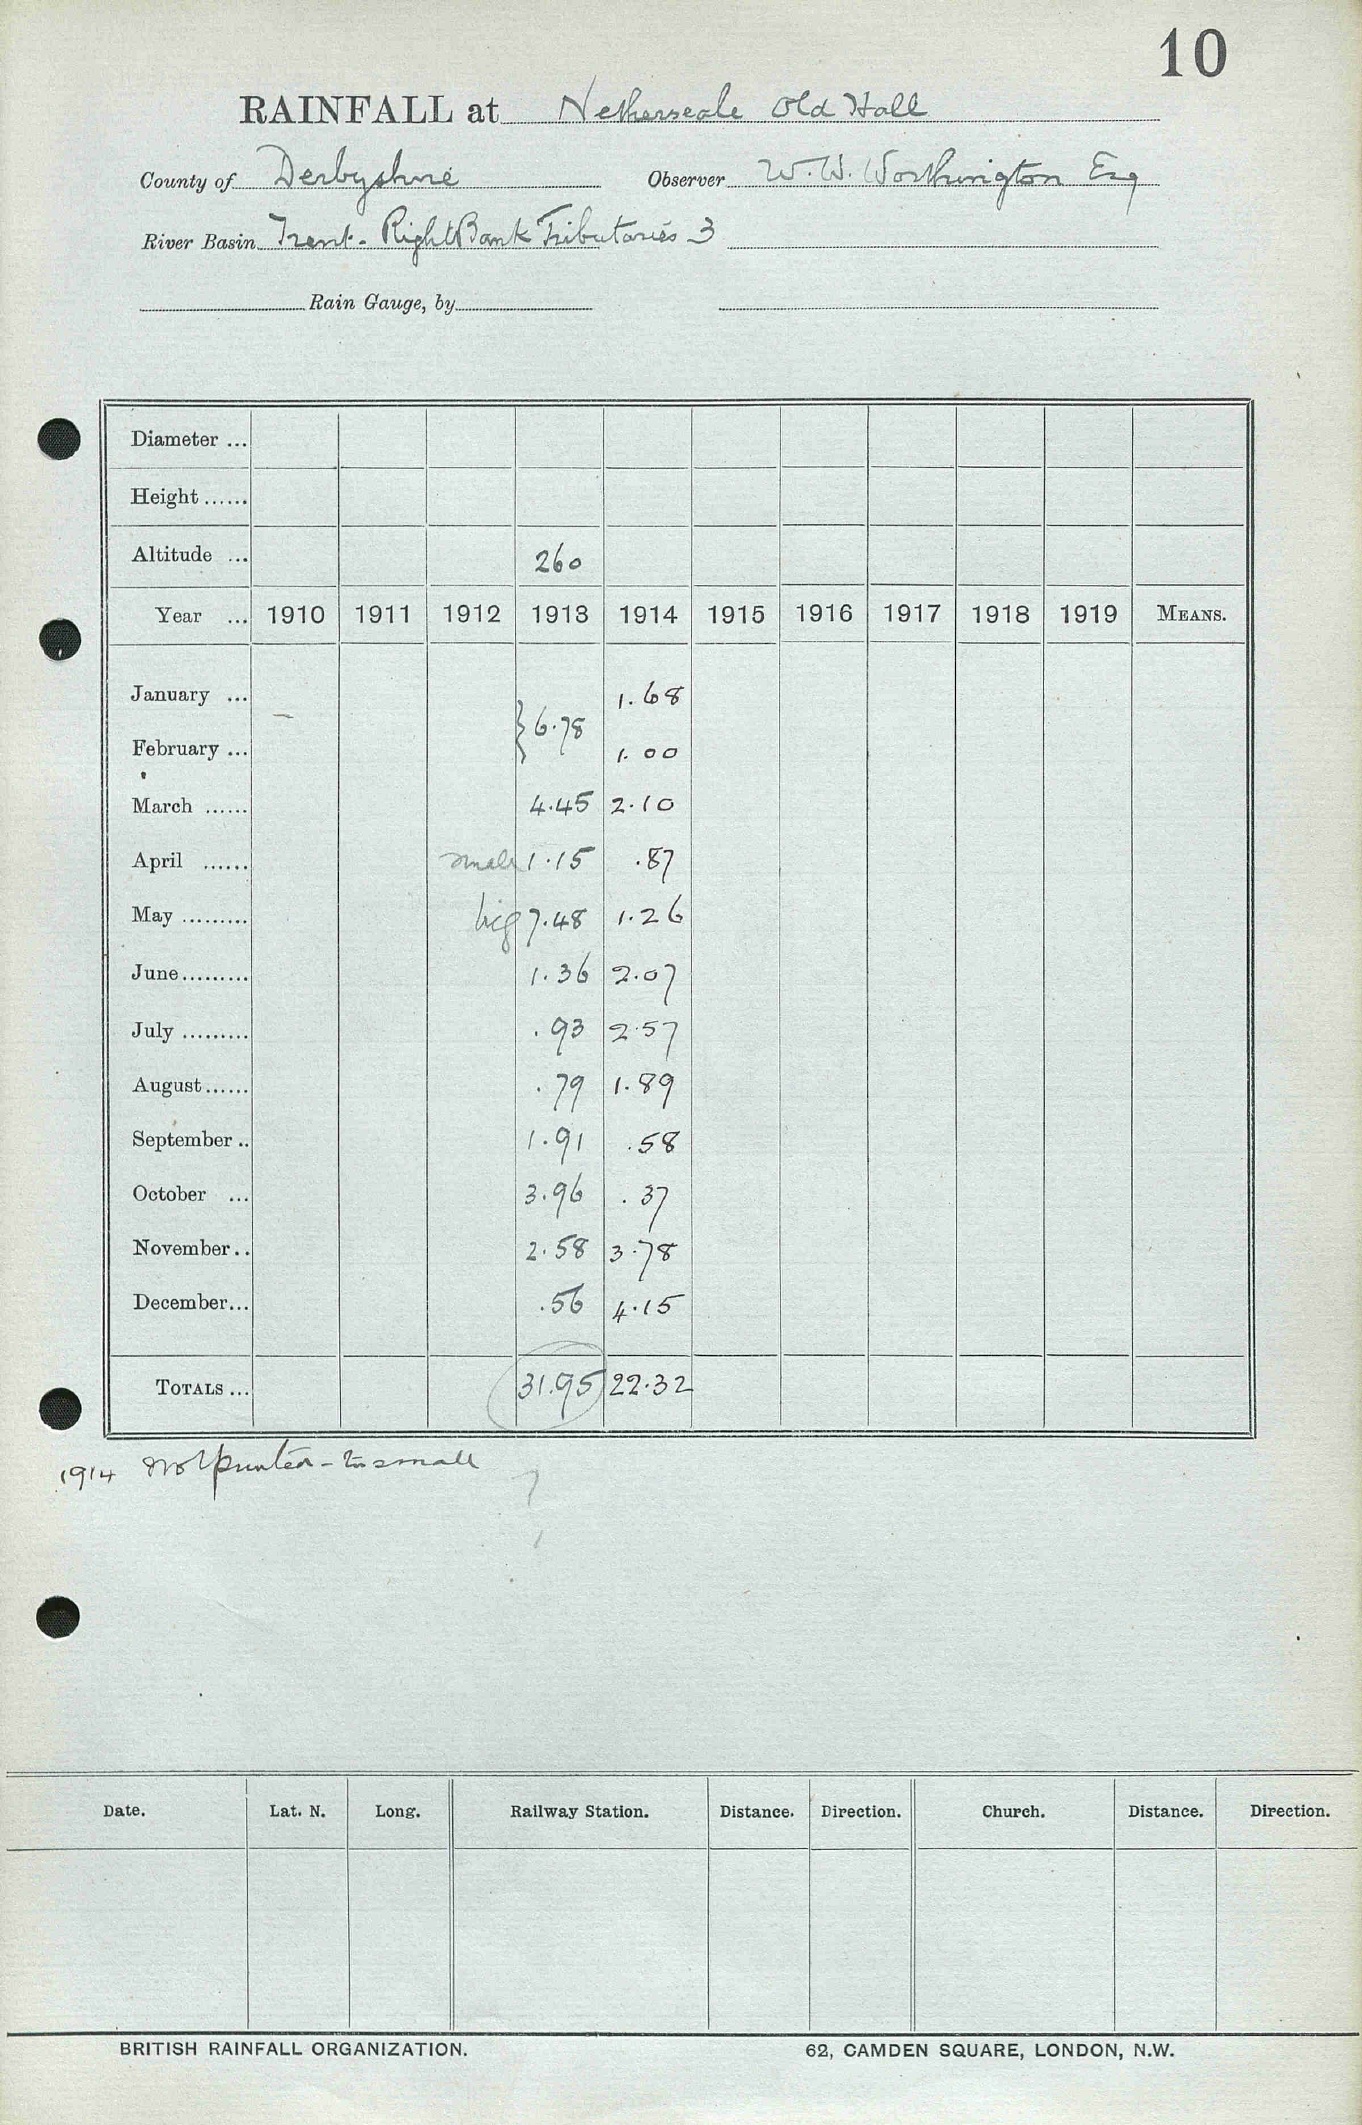 10
RAINFALL at Netherseale Old Hall
County of Derbyshire Observer W. W. Worthington Esq
River Basin Trent - Right Bank Tributaries 3
Rain Gauge, by
Diameter ...
Height ......
Altitude ... 260
Year ... 1910 1911 1912 1913 1914 1915 1916 1917 1918 1919 MEANS.
January ... 1.68
} 6.78
February ... 1.00
March ...... 4.45 2.10
April ...... small 1.15 .87
May ......... big 7.48 1.26
June ......... 1.36 2.07
July ......... .93 2.57
August ...... .79 1.89
September .. 1.91 .58
October ... 3.96 .37
November .. 2.58 3.78
December ... .56 4.15
TOTALS ... 31.95 22.32
1914 not printed - too small
?
Date. Lat. N. Long. Railway Station. Distance. Direction. Church. Distance. Direction.
BRITISH RAINFALL ORGANIZATION. 62, CAMDEN SQUARE, LONDON, N.W.